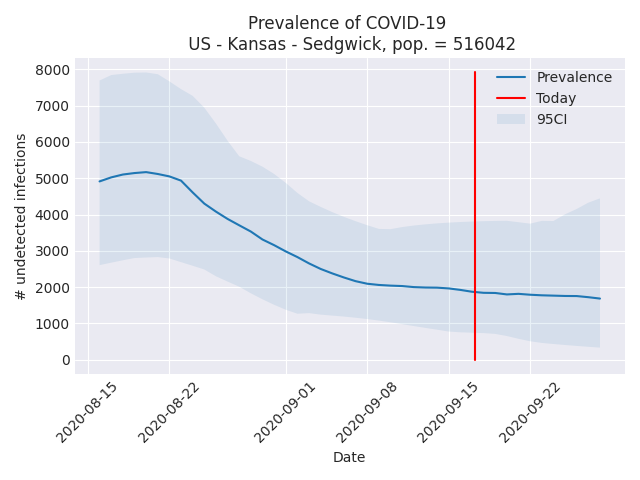 Prevalence of COVID-19
US - Kansas - Sedgwick, pop. = 516042
# undetected infections
8000
7000
6000
5000
4000
3000
2000
1000
0
Prevalence
Today
95CI
2020-08-15
2020-08-22
2020-09-01
2020-09-08
2020-09-15
2020-09-22
Date